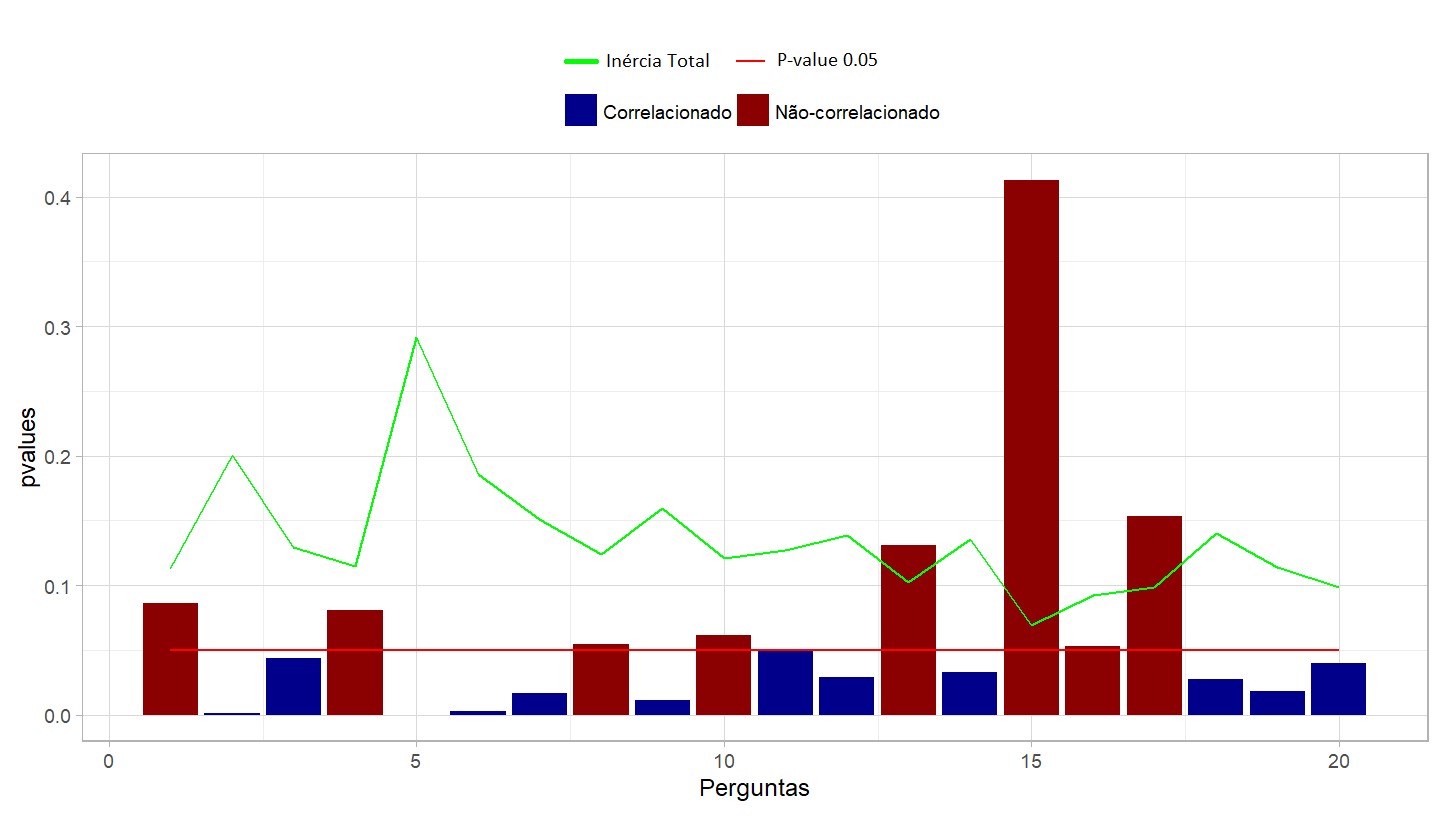 Inércia Total P-value 0.05
Correlacionado Não-correlacionado
0.4
0.3
0.2
0.1
0.0
pvalues
0 5 10 15 20
Perguntas